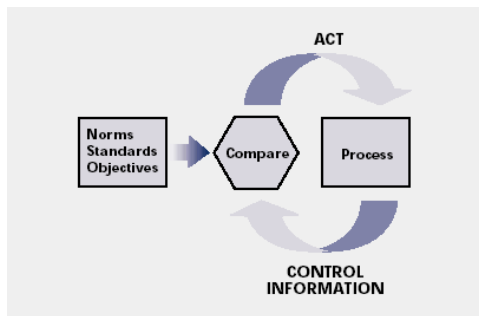 ACT
Norms
Standards
Objectives
Compare
Process
CONTROL
INFORMATION